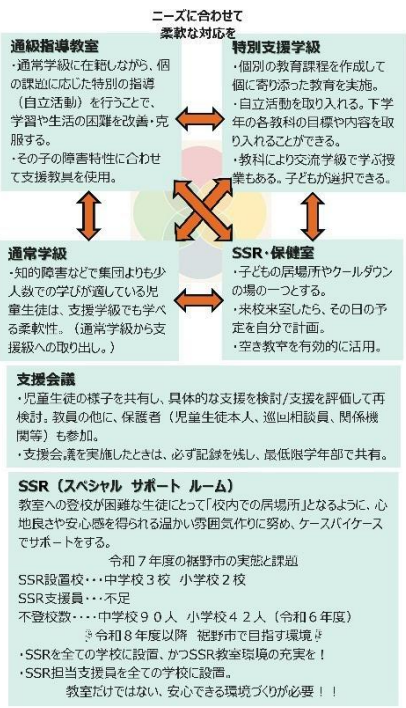 ニーズに合わせて
柔軟な対応を
通級指導教室
・通常学級に在籍しながら、個
の課題に応じた特別の指導
（自立活動）を行うことで、
学習や生活の困難を改善・克
服する。
・その子の障害特性に合わせ
て支援教具を使用。
特別支援学級
・個別の教育課程を作成して
個に寄り添った教育を実施。
・自立活動を取り入れる。下学
年の各教科の目標や内容を取
り入れることができる。
・教科により交流学級で学ぶ授
業もある。子どもが選択できる。
通常学級
・知的障害などで集団よりも少
人数での学びが適している児
童生徒は、支援学級でも学べ
る柔軟性。（通常学級から支
援級への取り出し。）
SSR・保健室
・子どもの居場所やクールダウン
の場の一つとする。
・来校来室したら、その日の予
定を自分で計画。
・空き教室を有効的に活用。
支援会議
・児童生徒の様子を共有し、具体的な支援を検討/支援を評価して再
検討。教員の他に、保護者（児童生徒本人、巡回相談員、関係機
関等）も参加。
・支援会議を実施したときは、必ず記録を残し、最低限学年部で共有。
SSR（スペシャル サポート ルーム）
教室への登校が困難な生徒にとって「校内での居場所」となるように、心
地良さや安心感を得られる温かい雰囲気作りに努め、ケースバイケース
でサポートをする。
令和７年度の裾野市の実態と課題
SSR設置校・・・中学校３校 小学校２校
SSR支援員・・・不足
不登校数・・・・中学校９０人 小学校４２人（令和６年度）
令和８年度以降 裾野市で目指す環境
・SSRを全ての学校に設置、かつSSR教室環境の充実を！
・SSR担当支援員を全ての学校に設置。
教室だけではない、安心できる環境づくりが必要！！